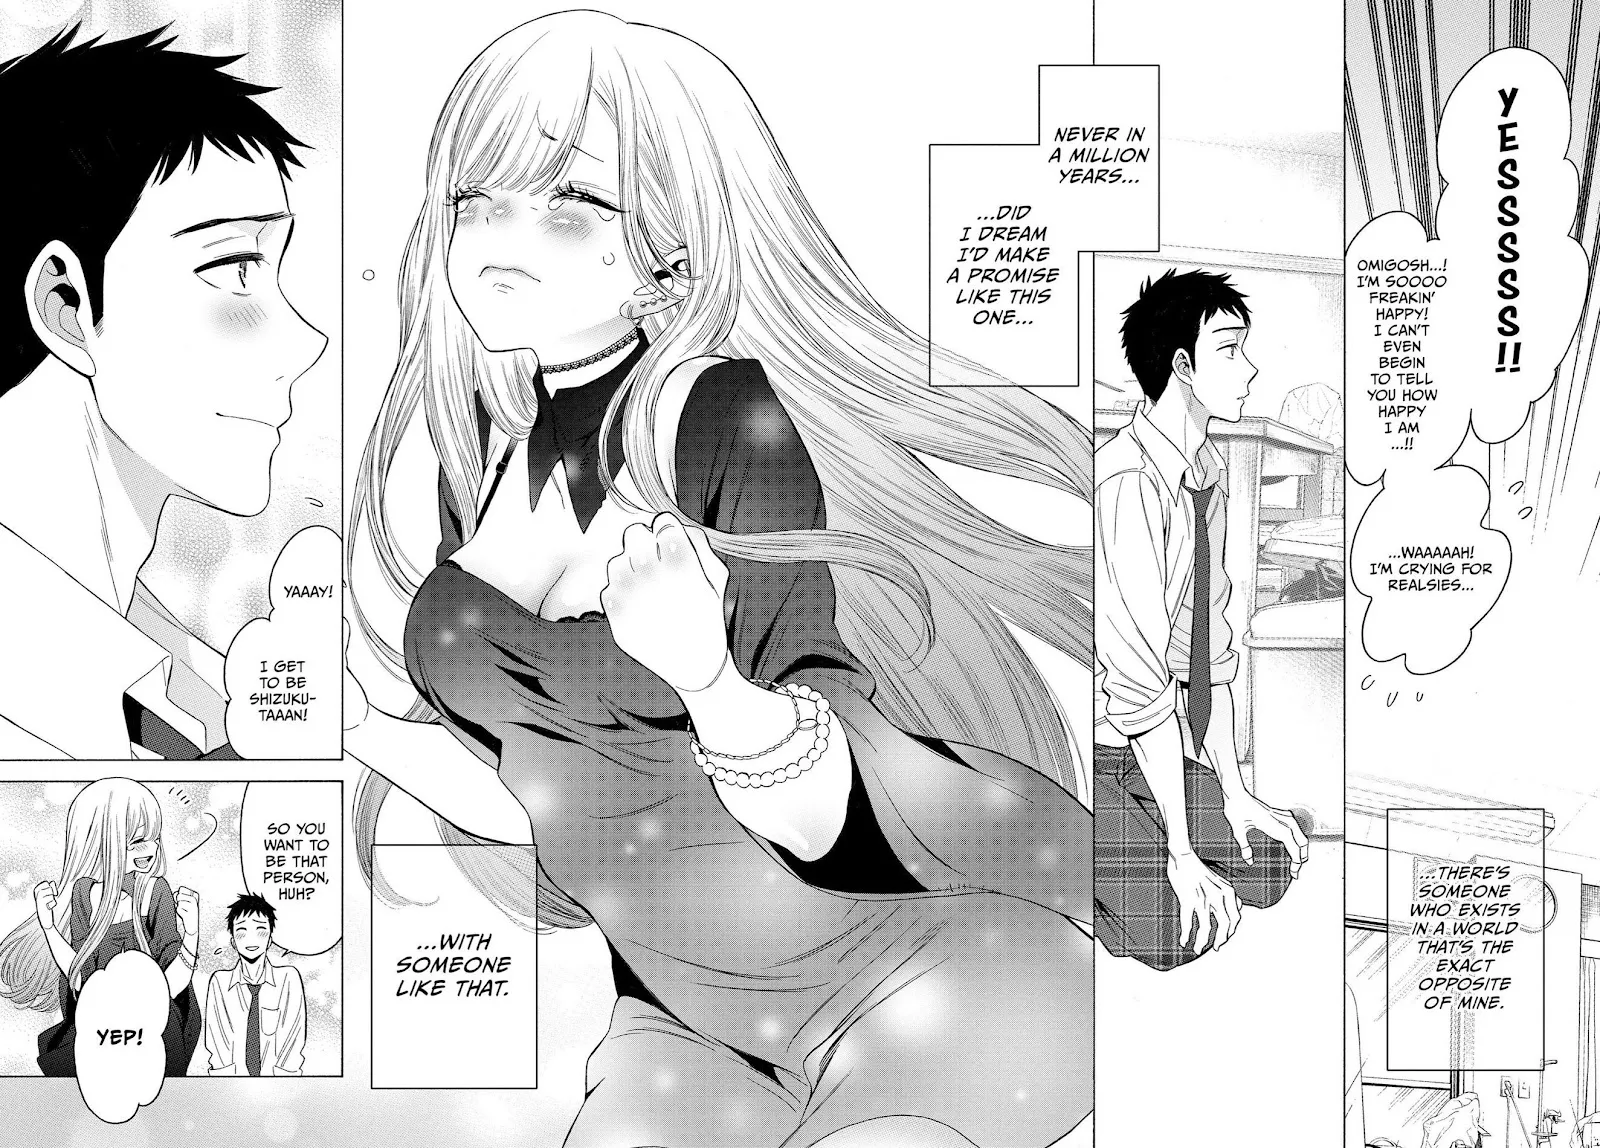 YESSSSS!!
OMIGOSH...!
I'M SOOOO
FREAKIN'
HAPPY!
I CAN'T
EVEN
BEGIN
TO TELL
YOU HOW
HAPPY
I AM
...!!
...WAAAAAH!
I'M CRYING FOR
REALSIES...
...THERE'S
SOMEONE
WHO EXISTS
IN A WORLD
THAT'S THE
EXACT
OPPOSITE
OF MINE.
NEVER IN
A MILLION
YEARS...
...DID
I DREAM
I'D MAKE
A PROMISE
LIKE THIS
ONE...
...WITH
SOMEONE
LIKE THAT.
YAAAY!
I GET
TO BE
SHIZUKU-
TAAAN!
SO YOU
WANT TO
BE THAT
PERSON,
HUH?
YEP!